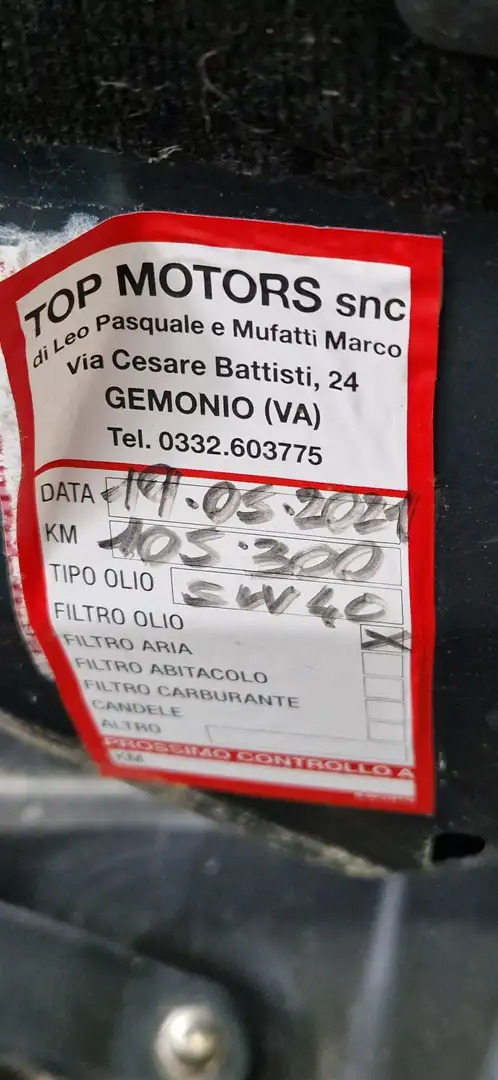 TOP MOTORS snc
di Leo Pasquale e Mufatti Marco
Via Cesare Battisti, 24
GEMONIO (VA)
Tel. 0332.603775
DATA 19.05.2021
KM 105.300
TIPO OLIO 5W40
FILTRO OLIO X
FILTRO ARIA
FILTRO ABITACOLO
FILTRO CARBURANTE
CANDELE
ALTRO
PROSSIMO CONTROLLO A
KM